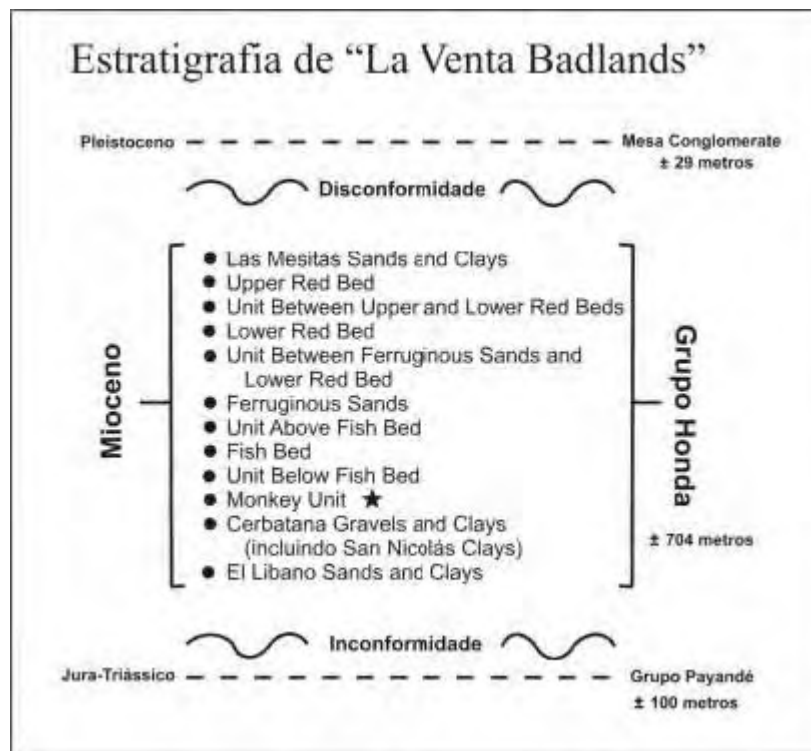 Estratigrafia de “La Venta Badlands”
Pleistoceno
Mesa Conglomerate
± 29 metros
Disconformidade
Mioceno
Las Mesitas Sands and Clays
Upper Red Bed
Unit Between Upper and Lower Red Beds
Lower Red Bed
Unit Between Ferruginous Sands and
Lower Red Bed
Ferruginous Sands
Unit Above Fish Bed
Fish Bed
Unit Below Fish Bed
Monkey Unit
Cerbatana Gravels and Clays
(incluindo San Nicolás Clays)
El Libano Sands and Clays
Grupo Honda
± 704 metros
Inconformidade
Jura-Triássico
Grupo Payandé
± 100 metros